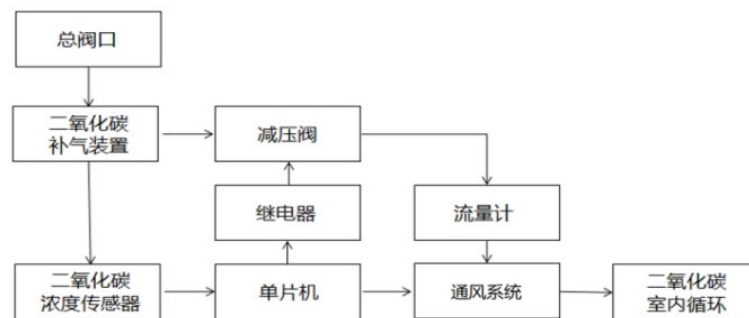 总阀口
二氧化碳
补气装置
减压阀
继电器
流量计
二氧化碳
浓度传感器
单片机
通风系统
二氧化碳
室内循环